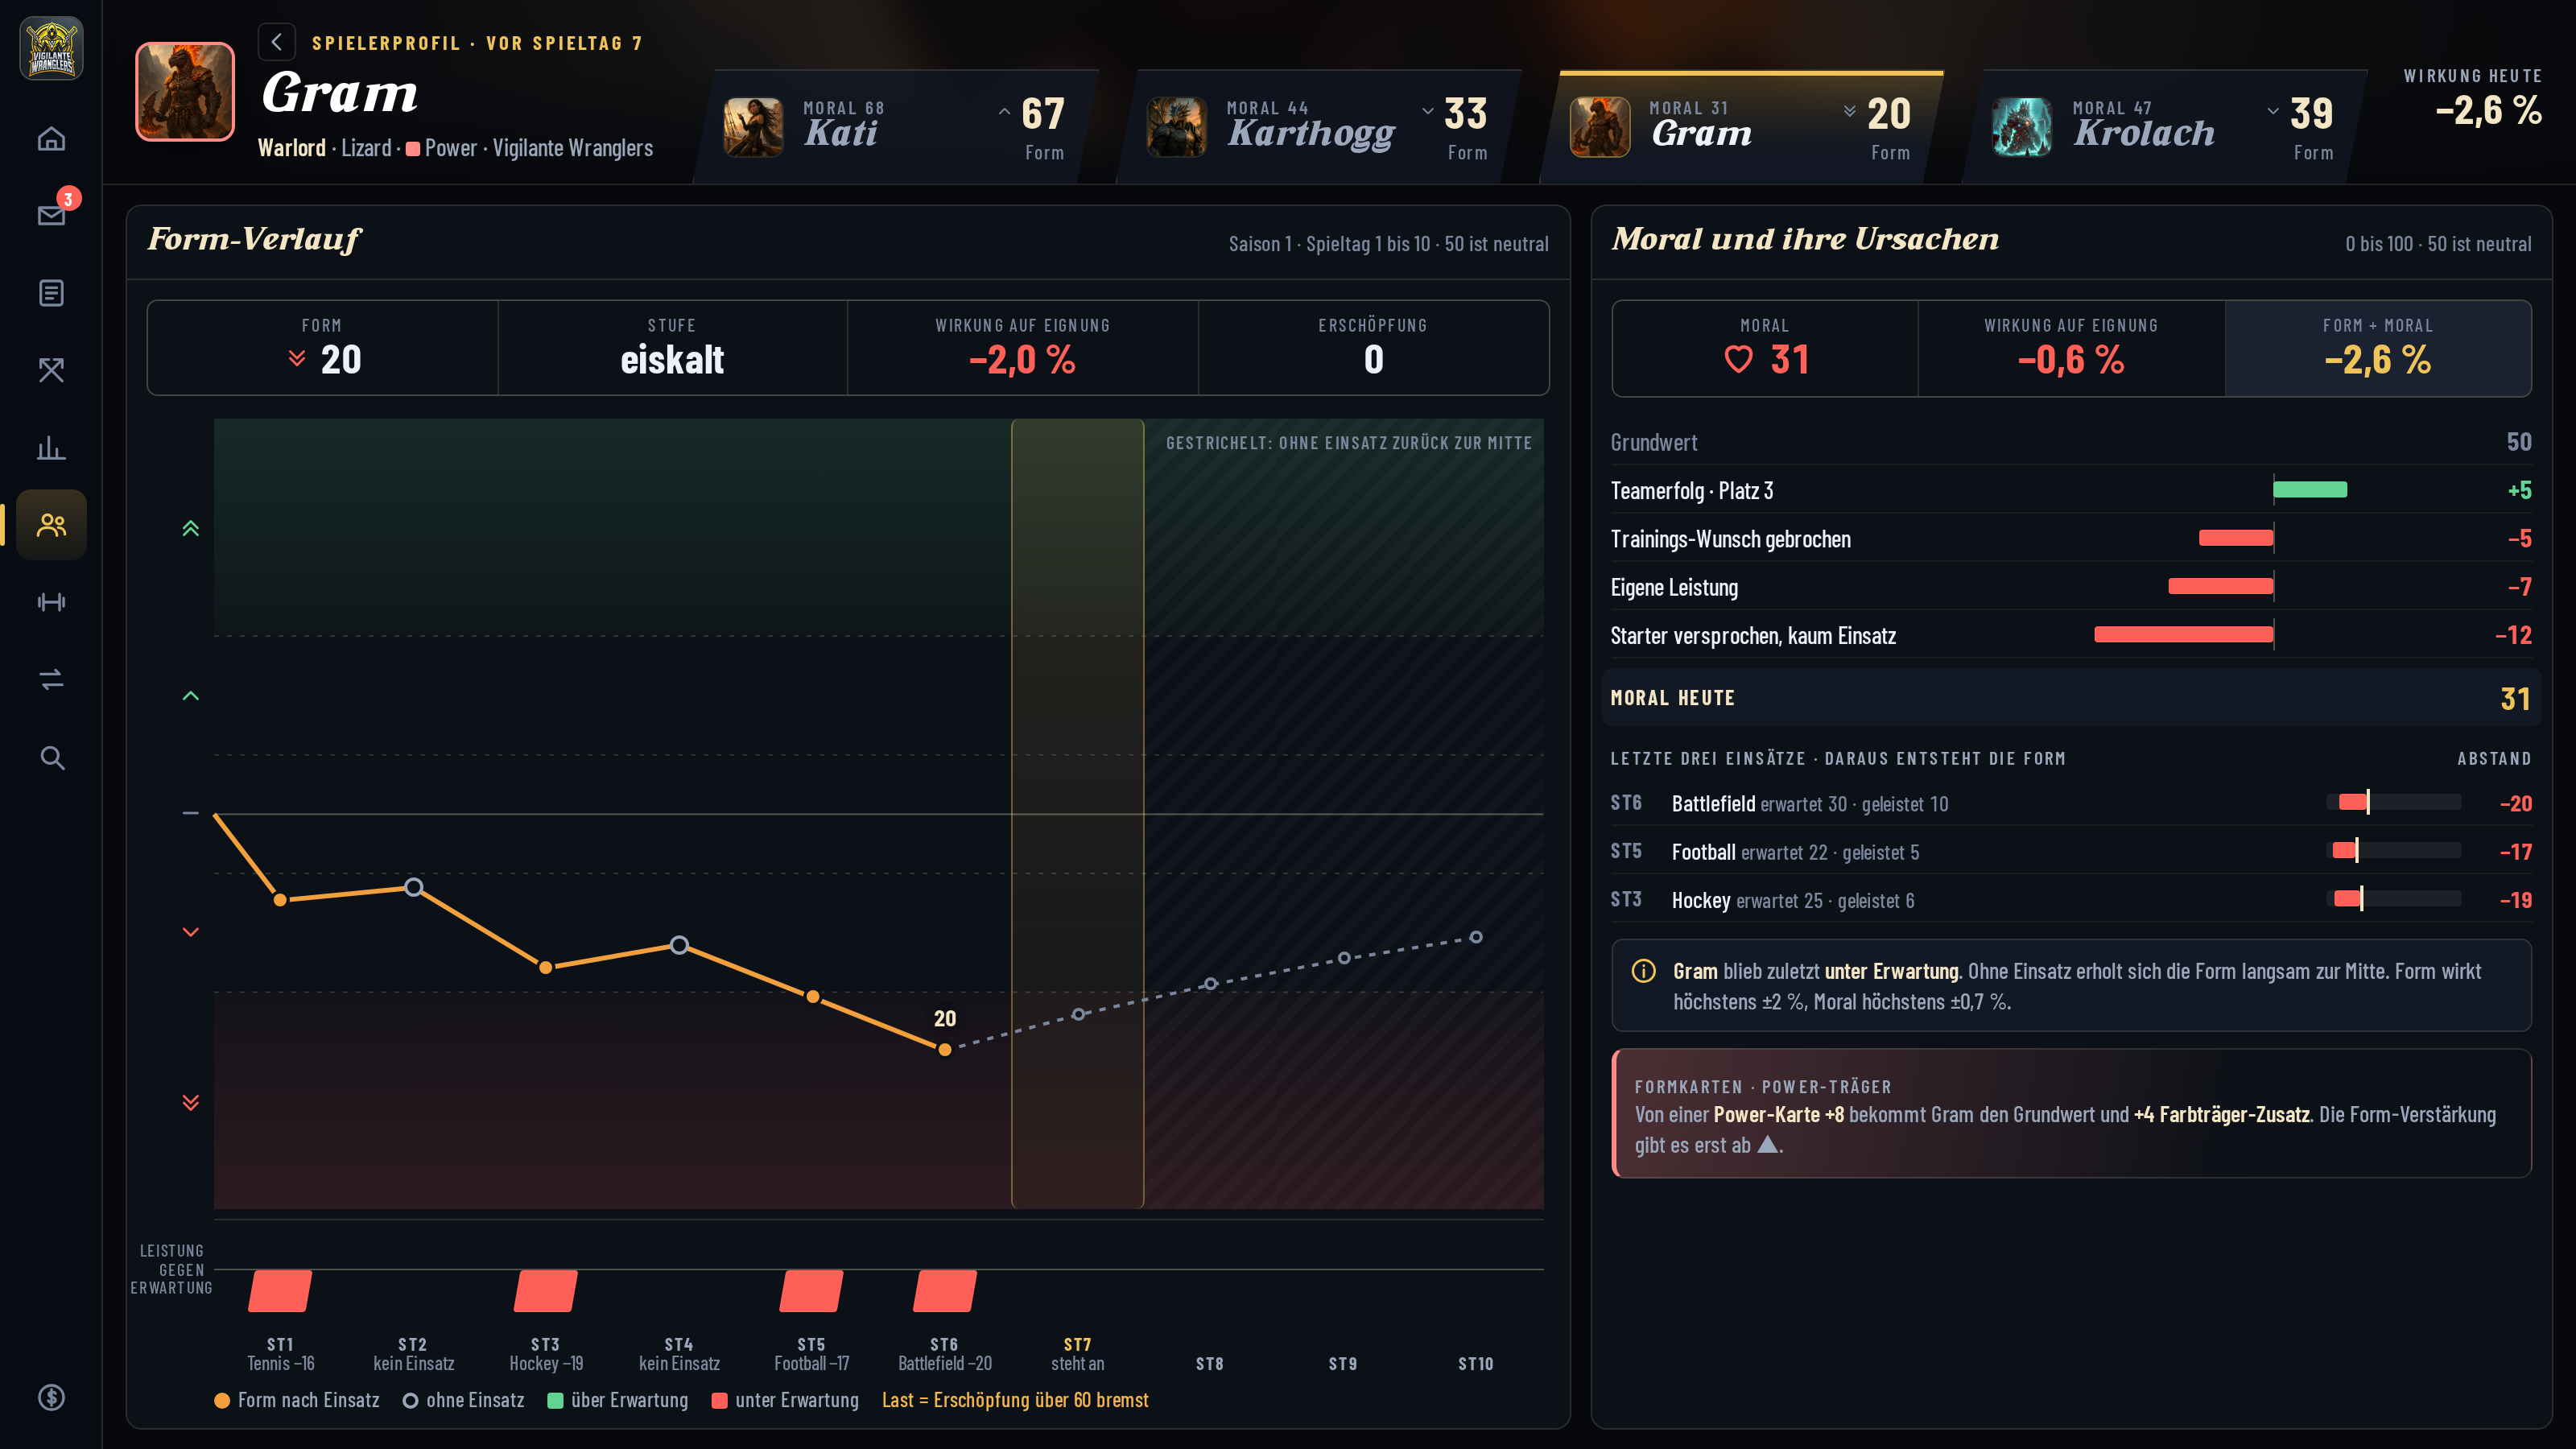 VIGILANTE
WRANGLERS
3
SPIELERPROFIL · VOR SPIELTAG 7
Gram
Warlord · Lizard · Power · Vigilante Wranglers
MORAL 68
Kati
67
Form
MORAL 44
Karthogg
33
Form
MORAL 31
Gram
20
Form
MORAL 47
Krolach
39
Form
WIRKUNG HEUTE
–2,6 %
Form-Verlauf
Saison 1 · Spieltag 1 bis 10 · 50 ist neutral
FORM
20
STUFE
eiskalt
WIRKUNG AUF EIGNUNG
–2,0 %
ERSCHÖPFUNG
0
GESTRICHELT: OHNE EINSATZ ZURÜCK ZUR MITTE
20
LEISTUNG
GEGEN
ERWARTUNG
ST1
Tennis –16
ST2
kein Einsatz
ST3
Hockey –19
ST4
kein Einsatz
ST5
Football –17
ST6
Battlefield –20
ST7
steht an
ST8
ST9
ST10
Form nach Einsatz
ohne Einsatz
über Erwartung
unter Erwartung
Last = Erschöpfung über 60 bremst
Moral und ihre Ursachen
0 bis 100 · 50 ist neutral
MORAL
31
WIRKUNG AUF EIGNUNG
–0,6 %
FORM + MORAL
–2,6 %
Grundwert 50
Teamerfolg · Platz 3 +5
Trainings-Wunsch gebrochen –5
Eigene Leistung –7
Starter versprochen, kaum Einsatz –12
MORAL HEUTE 31
LETZTE DREI EINSÄTZE · DARAUS ENTSTEHT DIE FORM ABSTAND
ST6 Battlefield erwartet 30 · geleistet 10 –20
ST5 Football erwartet 22 · geleistet 5 –17
ST3 Hockey erwartet 25 · geleistet 6 –19
Gram blieb zuletzt unter Erwartung. Ohne Einsatz erholt sich die Form langsam zur Mitte. Form wirkt
höchstens ±2 %, Moral höchstens ±0,7 %.
FORMKARTEN · POWER-TRÄGER
Von einer Power-Karte +8 bekommt Gram den Grundwert und +4 Farbträger-Zusatz. Die Form-Verstärkung
gibt es erst ab ▲.